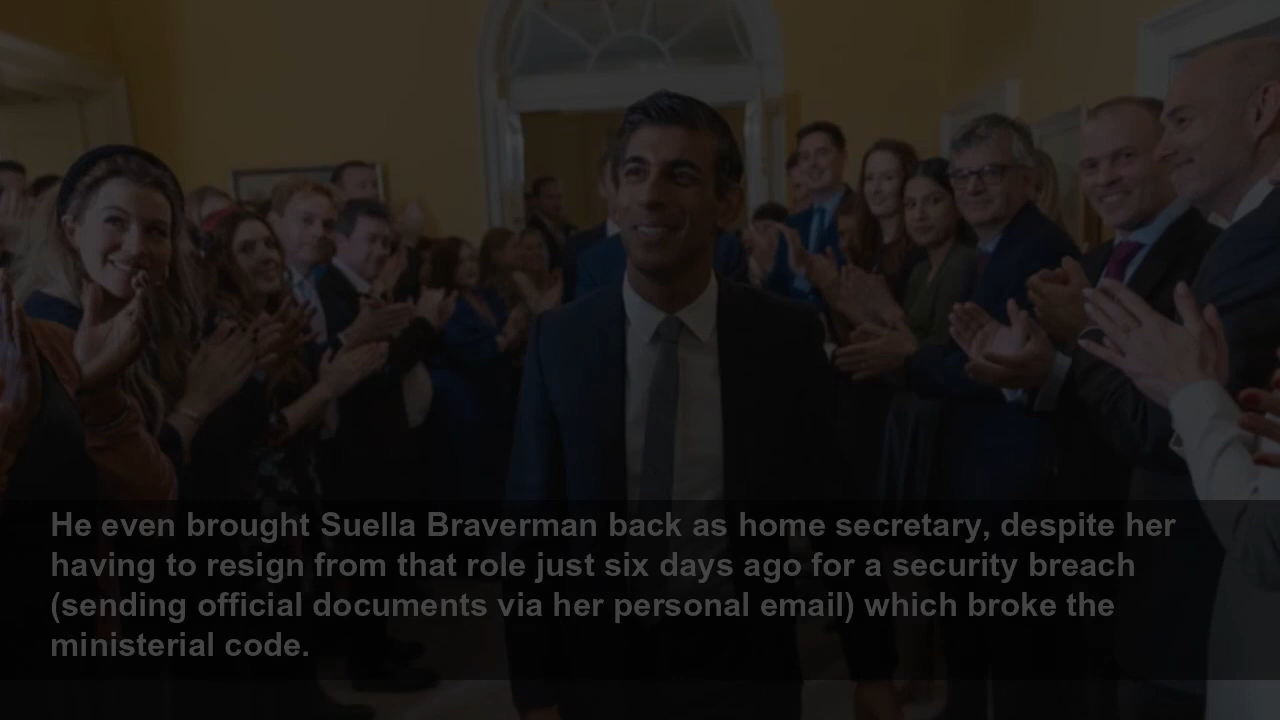 He even brought Suella Braverman back as home secretary, despite her
having to resign from that role just six days ago for a security breach
(sending official documents via her personal email) which broke the
ministerial code.